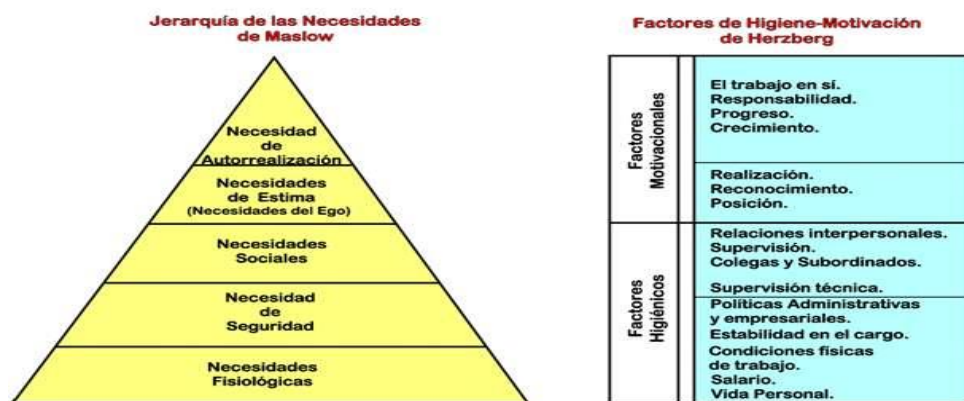 Jerarquía de las Necesidades
de Maslow
Necesidad
de
Autorrealización
Necesidades
de Estima
(Necesidades del Ego)
Necesidades
Sociales
Necesidad
de
Seguridad
Necesidades
Fisiológicas
Factores de Higiene-Motivación
de Herzberg
Factores
Motivacionales
El trabajo en sí.
Responsabilidad.
Progreso.
Crecimiento.
Realización.
Reconocimiento.
Posición.
Factores
Higiénicos
Relaciones interpersonales.
Supervisión.
Colegas y Subordinados.
Supervisión técnica.
Políticas Administrativas
y empresariales.
Estabilidad en el cargo.
Condiciones físicas
de trabajo.
Salario.
Vida Personal.